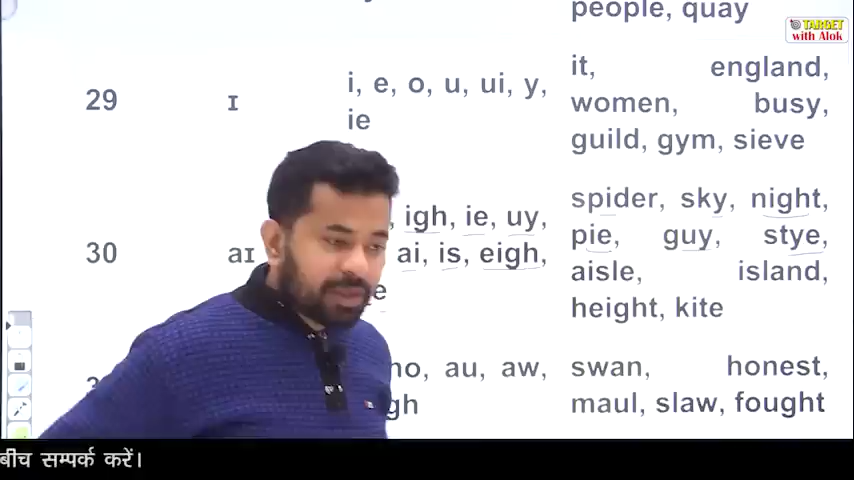 people, quay
TARGET
with Alok
it, england,
29 ɪ i, e, o, u, ui, y, women, busy,
ie
guild, gym, sieve
spider, sky, night,
igh, ie, uy,
pie, guy, stye,
30 aɪ ai, is, eigh,
aisle, island,
height, kite
ho, au, aw, swan, honest,
gh maul, slaw, fought
बीच सम्पर्क करें।